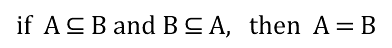 if A ⊆ B and B ⊆ A, then A = B